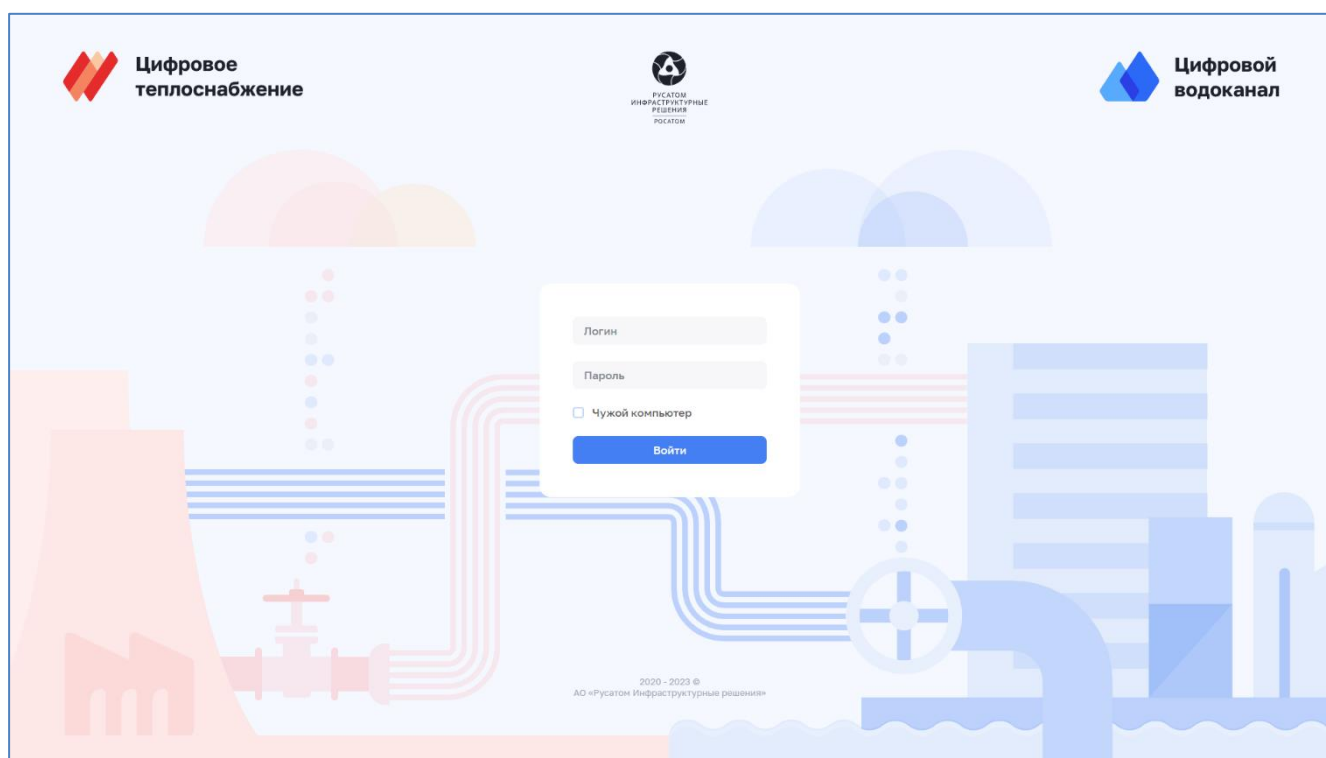 Цифровое
теплоснабжение
РУСАТОМ
ИНФРАСТРУКТУРНЫЕ
РЕШЕНИЯ
РОСАТОМ
Цифровой
водоканал
Логин
Пароль
Чужой компьютер
Войти
2020 - 2023 ©
АО «Русатом Инфраструктурные решения»